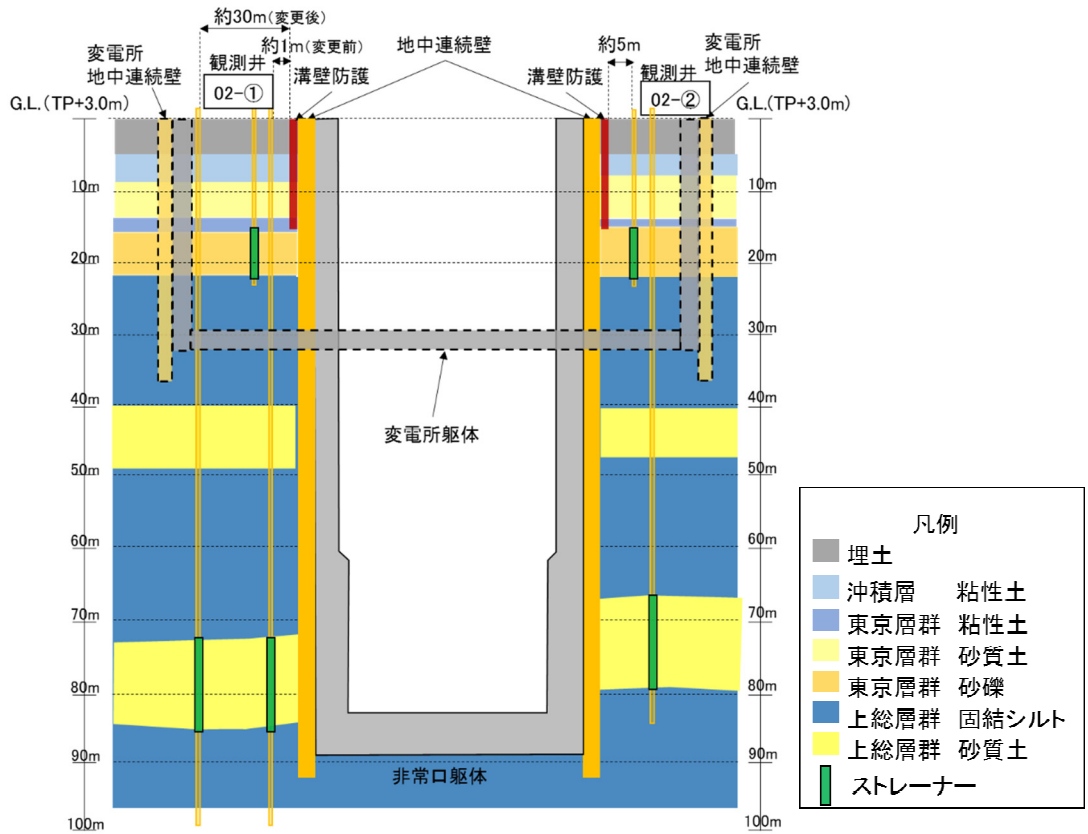 約30m(変更後)
約1m(変更前)
地中連続壁
約5m
変電所
地中連続壁
変電所
地中連続壁
観測井
02-①
溝壁防護
溝壁防護
観測井
02-②
G.L.(TP+3.0m)
G.L.(TP+3.0m)
10m
10m
20m
20m
30m
30m
40m
40m
変電所躯体
50m
50m
60m
60m
70m
70m
80m
80m
90m
90m
非常口躯体
100m
100m
凡例
埋土
沖積層 粘性土
東京層群 粘性土
東京層群 砂質土
東京層群 砂礫
上総層群 固結シルト
上総層群 砂質土
ストレーナー